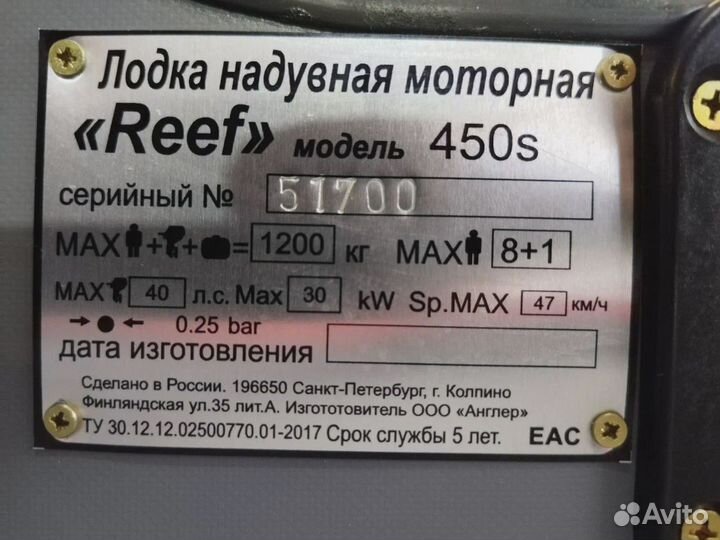 Лодка надувная моторная
«Reef» модель 450s
серийный № 51700
MAX + + = 1200 кг MAX 8+1
MAX 40 л.с. Max 30 kW Sp.MAX 47 км/ч
0.25 bar
дата изготовления
Сделано в России. 196650 Санкт-Петербург, г. Колпино
Финляндская ул.35 лит.А. Изгототовитель ООО «Англер»
ТУ 30.12.12.02500770.01-2017 Срок службы 5 лет. EAC
Avito